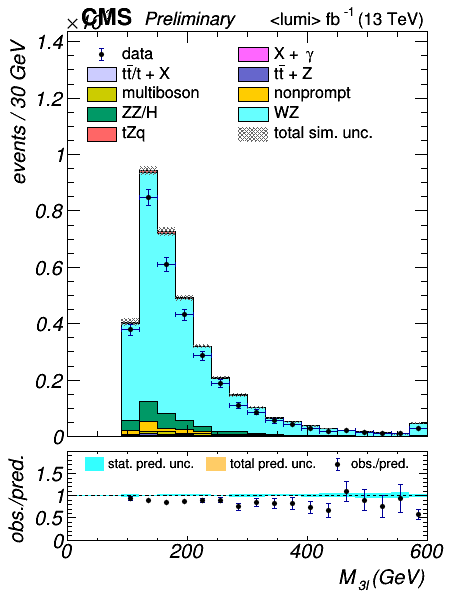 CMS Preliminary <lumi> fb⁻¹ (13 TeV)
events / 30 GeV
data
X + γ
tt̄/t + X
tt̄ + Z
multiboson
nonprompt
ZZ/H
WZ
tZq
total sim. unc.
1.4
1.2
1
0.8
0.6
0.4
0.2
0
obs./pred.
stat. pred. unc. total pred. unc. obs./pred.
1.5
1
0.5
0
0 200 400 600
M₃ₗ (GeV)